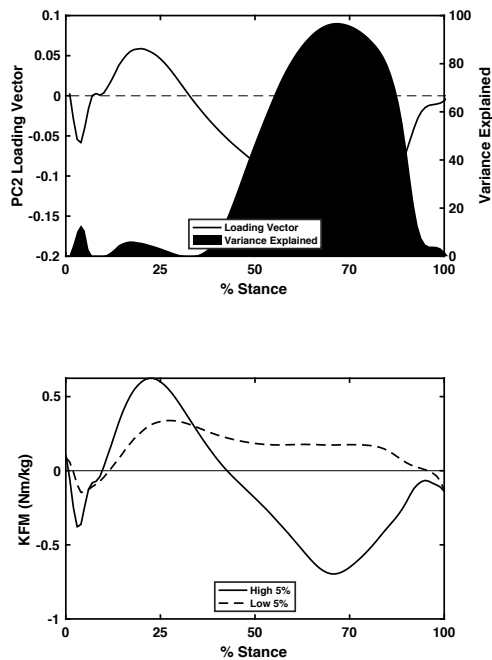 0.1
0.05
0
-0.05
-0.1
-0.15
-0.2
PC2 Loading Vector
100
80
60
40
20
0
Variance Explained
Loading Vector
Variance Explained
0 25 50 70 100
% Stance
0.5
0
-0.5
-1
KFM (Nm/kg)
High 5%
Low 5%
0 25 50 70 100
% Stance